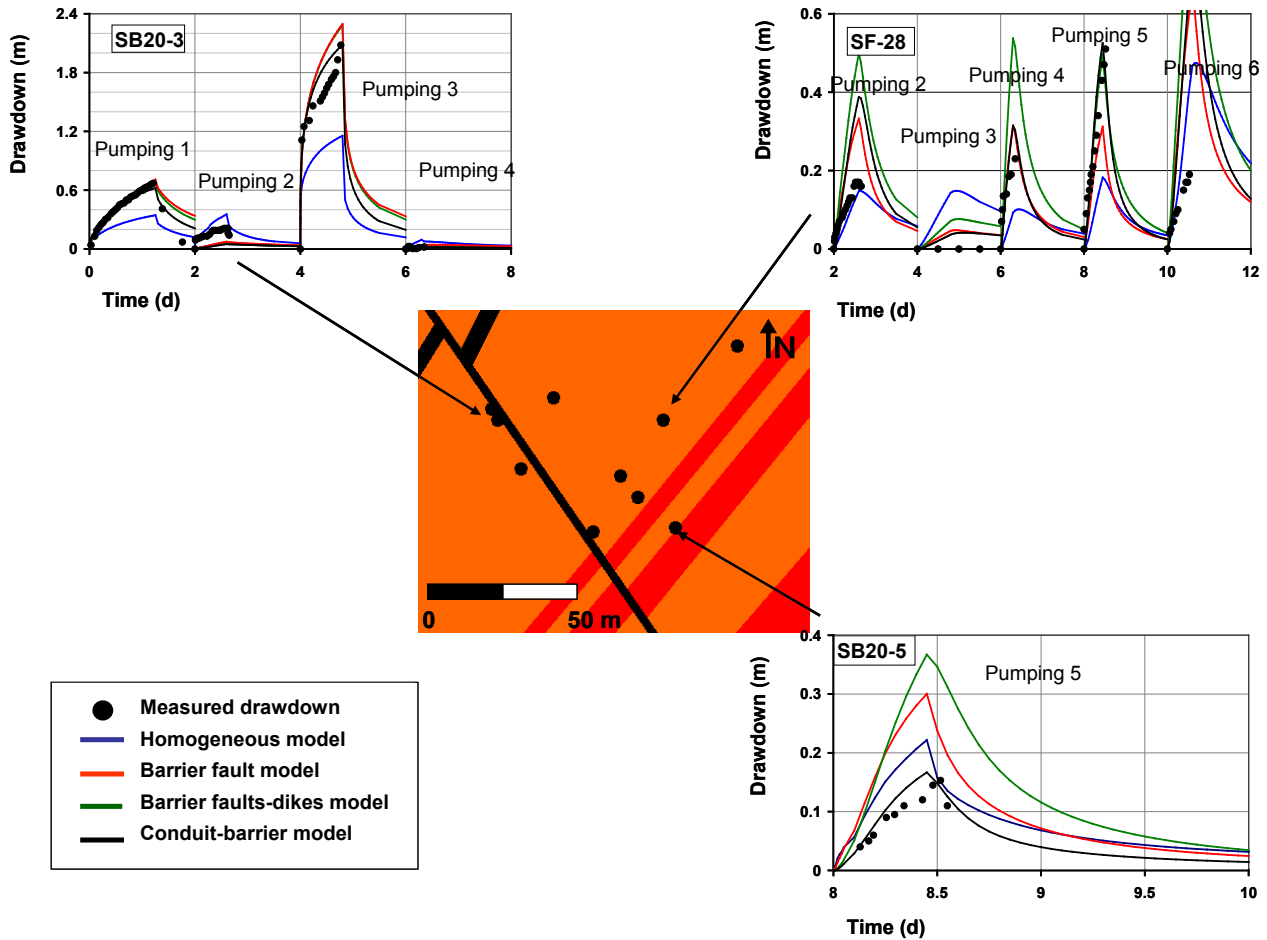 SB20-3
Drawdown (m)
2.4
1.8
1.2
0.6
0
Pumping 1
Pumping 2
Pumping 3
Pumping 4
0 2 4 6 8
Time (d)
SF-28
Drawdown (m)
0.6
0.4
0.2
0
Pumping 2
Pumping 3
Pumping 4
Pumping 5
Pumping 6
2 4 6 8 10 12
Time (d)
N
0 50 m
SB20-5
Drawdown (m)
0.4
0.3
0.2
0.1
0
Pumping 5
8 8.5 9 9.5 10
Time (d)
Measured drawdown
Homogeneous model
Barrier fault model
Barrier faults-dikes model
Conduit-barrier model